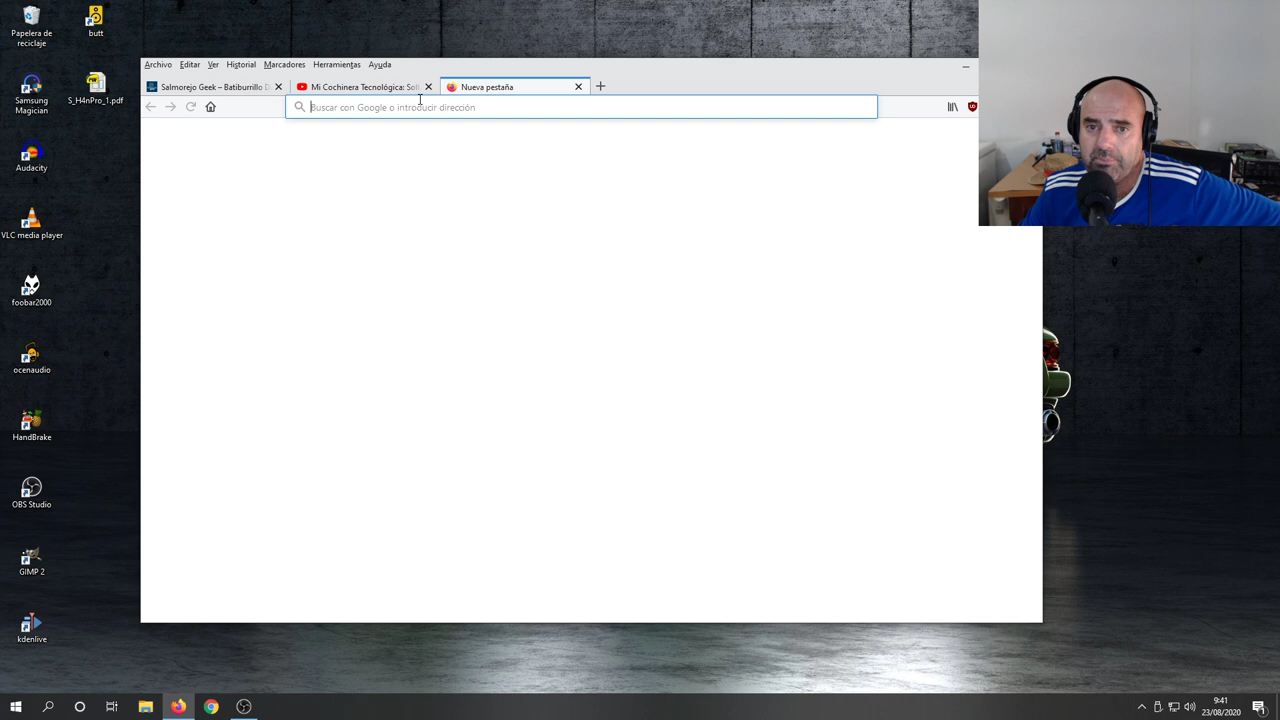 Papelera de
reciclaje
butt
Samsung
Magician
S_H4nPro_1.pdf
Audacity
VLC media player
foobar2000
ocenaudio
HandBrake
OBS Studio
GIMP 2
kdenlive
Archivo Editar Ver Historial Marcadores Herramientas Ayuda
Salmorejo Geek – Batiburrillo
Mi Cochinera Tecnológica:
Nueva pestaña
Buscar con Google o introducir dirección
9:41
23/08/2020
1